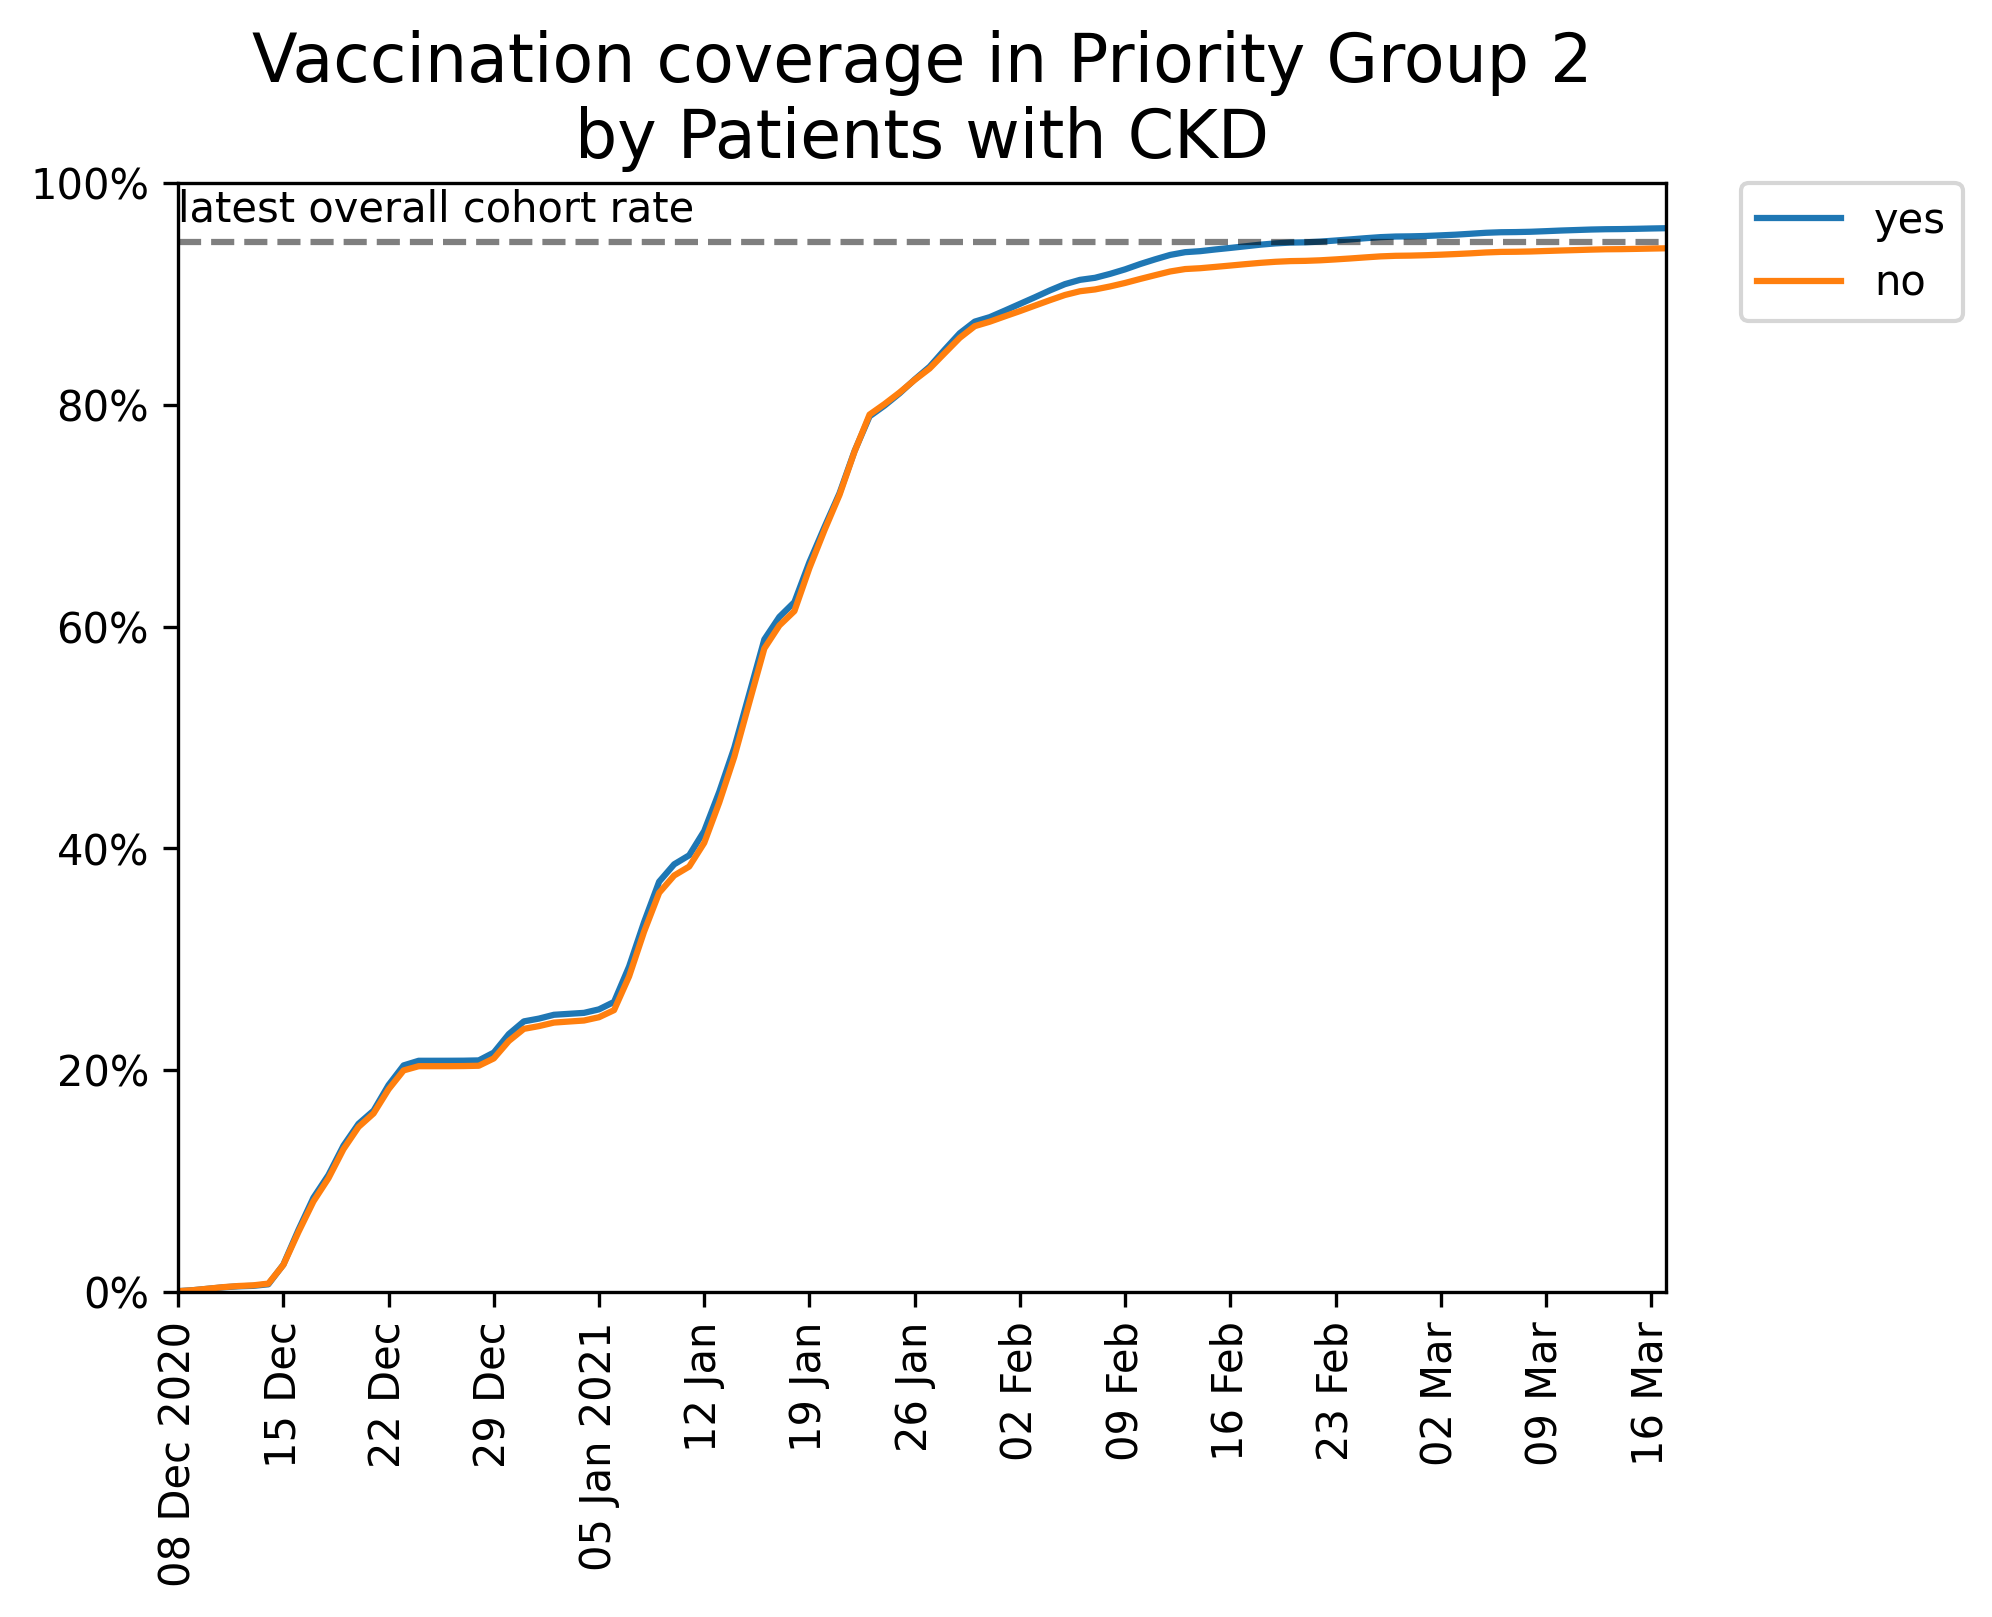 Vaccination coverage in Priority Group 2
by Patients with CKD
100%
latest overall cohort rate
yes
no
80%
60%
40%
20%
0%
08 Dec 2020
15 Dec
22 Dec
29 Dec
05 Jan 2021
12 Jan
19 Jan
26 Jan
02 Feb
09 Feb
16 Feb
23 Feb
02 Mar
09 Mar
16 Mar